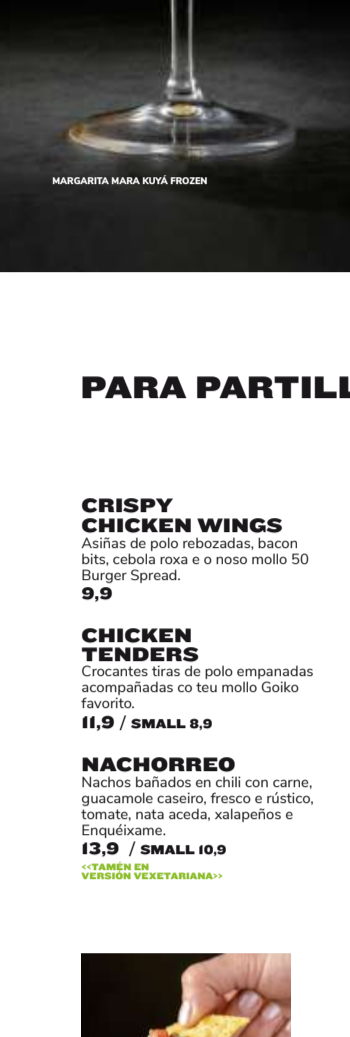 MARGARITA MARA KUYÁ FROZEN
PARA PARTILL
CRISPY
CHICKEN WINGS
Asiñas de polo rebozadas, bacon
bits, cebola roxa e o noso mollo 50
Burger Spread.
9,9
CHICKEN
TENDERS
Crocantes tiras de polo empanadas
acompañadas co teu mollo Goiko
favorito.
11,9 / SMALL 8,9
NACHORREO
Nachos bañados en chili con carne,
guacamole caseiro, fresco e rústico,
tomate, nata aceda, xalapeños e
Enquéixame.
13,9 / SMALL 10,9
<<TAMÉN EN
VERSIÓN VEXETARIANA>>